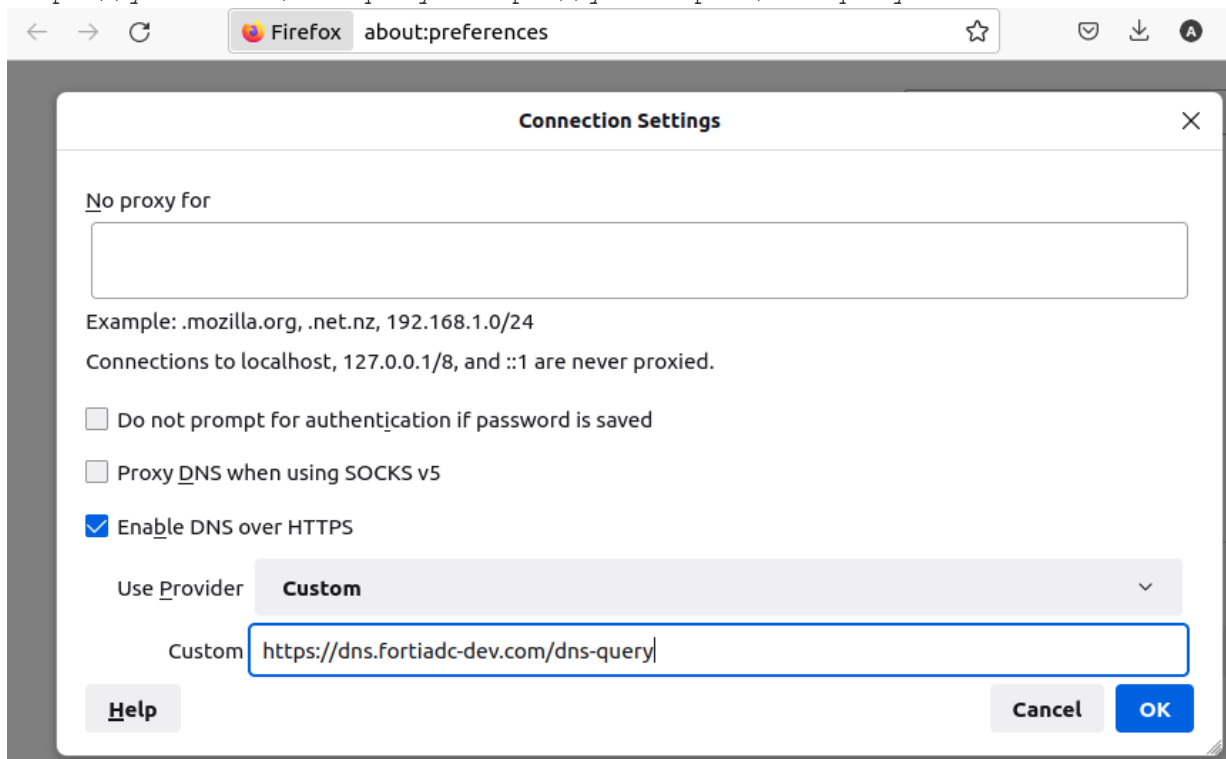 Firefox about:preferences
Connection Settings
No proxy for
Example: .mozilla.org, .net.nz, 192.168.1.0/24
Connections to localhost, 127.0.0.1/8, and ::1 are never proxied.
Do not prompt for authentication if password is saved
Proxy DNS when using SOCKS v5
Enable DNS over HTTPS
Use Provider Custom
Custom https://dns.fortiadc-dev.com/dns-query
Help Cancel OK